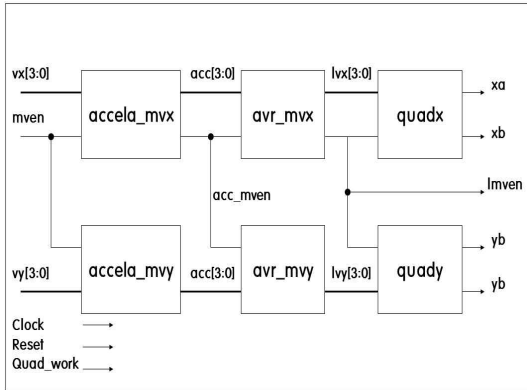 vx[3:0] acc[3:0] lvx[3:0] xa
mven accela_mvx avr_mvx quadx xb
acc_mven lmven
accela_mvy avr_mvy quady yb
vy[3:0] acc[3:0] lvy[3:0] yb
Clock
Reset
Quad_work